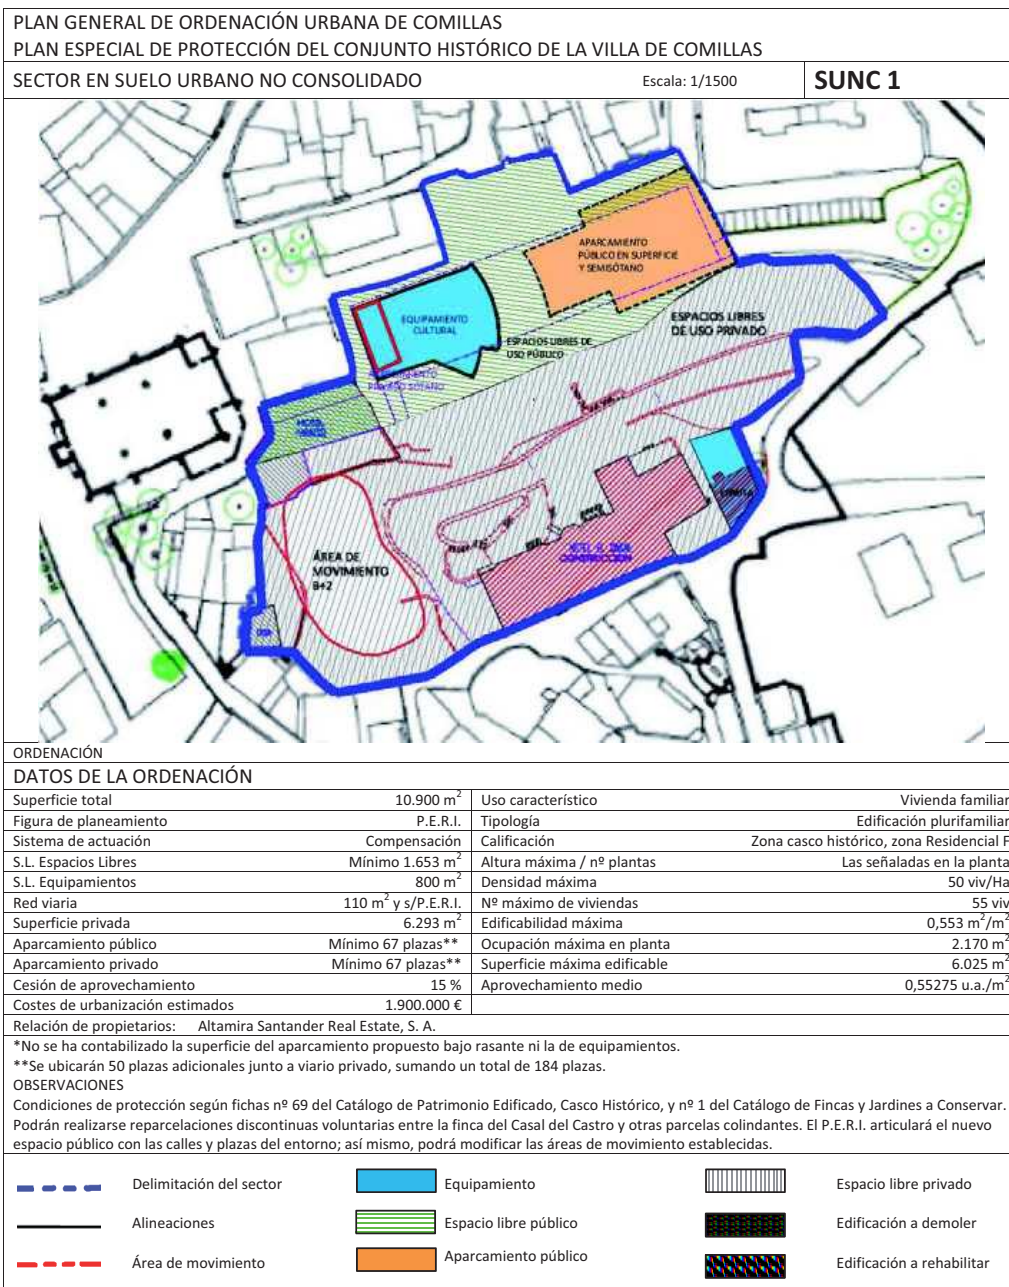 PLAN GENERAL DE ORDENACIÓN URBANA DE COMILLAS
PLAN ESPECIAL DE PROTECCIÓN DEL CONJUNTO HISTÓRICO DE LA VILLA DE COMILLAS
SECTOR EN SUELO URBANO NO CONSOLIDADO Escala: 1/1500 SUNC 1
APARCAMIENTO
PÚBLICO EN SUPERFICIE
Y SEMISÓTANO
EQUIPAMIENTO
CULTURAL
ESPACIOS LIBRES
DE USO PRIVADO
ESPACIOS LIBRES DE
USO PÚBLICO
ÁREA DE
MOVIMIENTO
B+2
ORDENACIÓN
DATOS DE LA ORDENACIÓN
Superficie total 10.900 m² Uso característico Vivienda familiar
Figura de planeamiento P.E.R.I. Tipología Edificación plurifamiliar
Sistema de actuación Compensación Calificación Zona casco histórico, zona Residencial F
S.L. Espacios Libres Mínimo 1.653 m² Altura máxima / nº plantas Las señaladas en la planta
S.L. Equipamientos 800 m² Densidad máxima 50 viv/Ha
Red viaria 110 m² y s/P.E.R.I. Nº máximo de viviendas 55 viv
Superficie privada 6.293 m² Edificabilidad máxima 0,553 m²/m²
Aparcamiento público Mínimo 67 plazas** Ocupación máxima en planta 2.170 m²
Aparcamiento privado Mínimo 67 plazas** Superficie máxima edificable 6.025 m²
Cesión de aprovechamiento 15 % Aprovechamiento medio 0,55275 u.a./m²
Costes de urbanización estimados 1.900.000 €
Relación de propietarios: Altamira Santander Real Estate, S. A.
*No se ha contabilizado la superficie del aparcamiento propuesto bajo rasante ni la de equipamientos.
**Se ubicarán 50 plazas adicionales junto a viario privado, sumando un total de 184 plazas.
OBSERVACIONES
Condiciones de protección según fichas nº 69 del Catálogo de Patrimonio Edificado, Casco Histórico, y nº 1 del Catálogo de Fincas y Jardines a Conservar.
Podrán realizarse reparcelaciones discontinuas voluntarias entre la finca del Casal del Castro y otras parcelas colindantes. El P.E.R.I. articulará el nuevo
espacio público con las calles y plazas del entorno; así mismo, podrá modificar las áreas de movimiento establecidas.
Delimitación del sector Equipamiento Espacio libre privado
Alineaciones Espacio libre público Edificación a demoler
Área de movimiento Aparcamiento público Edificación a rehabilitar